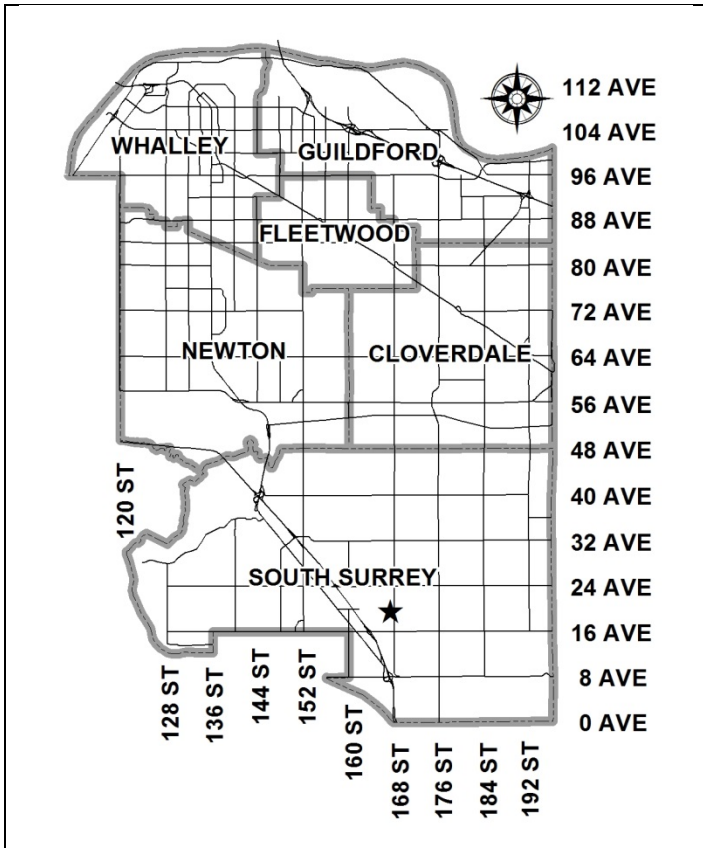 112 AVE
104 AVE
WHALLEY
GUILDFORD
96 AVE
88 AVE
FLEETWOOD
80 AVE
72 AVE
NEWTON
CLOVERDALE
64 AVE
56 AVE
48 AVE
120 ST
40 AVE
32 AVE
SOUTH SURREY
24 AVE
16 AVE
128 ST
136 ST
144 ST
152 ST
8 AVE
160 ST
0 AVE
168 ST
176 ST
184 ST
192 ST